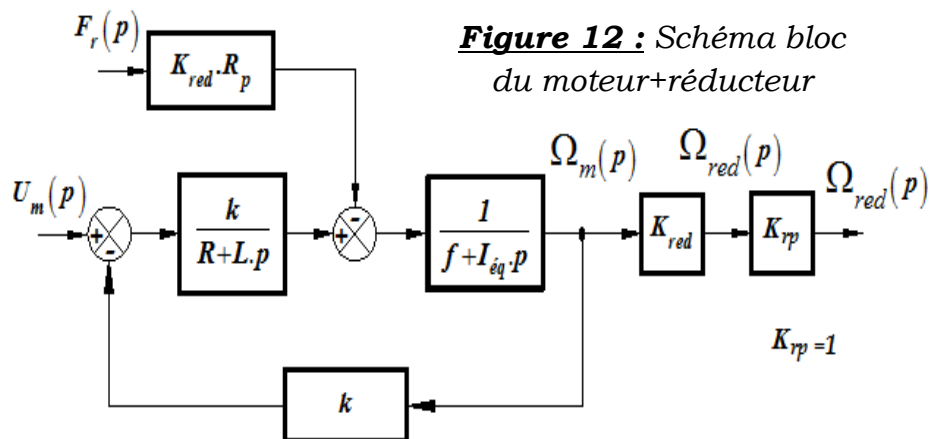 Figure 12 : Schéma bloc
du moteur+réducteur
F_r(p)
K_red.R_p
U_m(p)
+
-
k
R+L.p
-
+
1
f+I_éq.p
Ω_m(p)
Ω_red(p)
Ω_red(p)
K_red
K_rp
K_rp=1
k